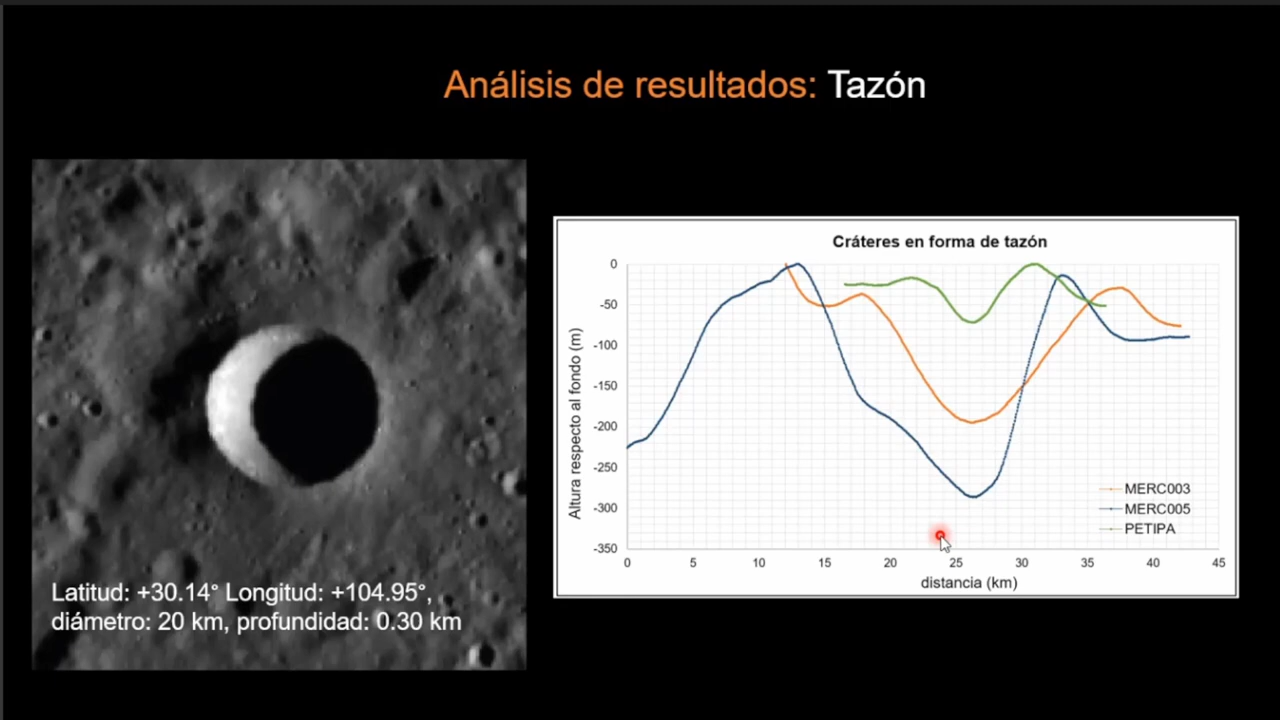 Análisis de resultados: Tazón
Latitud: +30.14° Longitud: +104.95°,
diámetro: 20 km, profundidad: 0.30 km
Cráteres en forma de tazón
Altura respecto al fondo (m)
0
-50
-100
-150
-200
-250
-300
-350
MERC003
MERC005
PETIPA
0 5 10 15 20 25 30 35 40 45
distancia (km)